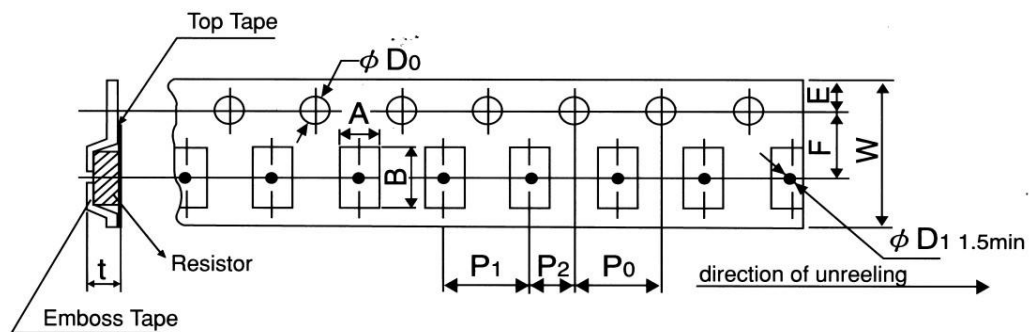 Top Tape
φ D0
A
B
E
F
W
t
Resistor
Emboss Tape
P1
P2
P0
φ D1 1.5min
direction of unreeling